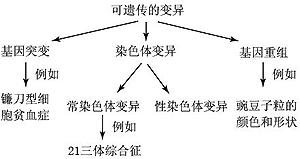 可遗传的变异
基因突变 染色体变异 基因重组
例如 例如
镰刀型细
胞贫血症
常染色体变异 性染色体变异
豌豆子粒的
颜色和形状
例如
21三体综合征